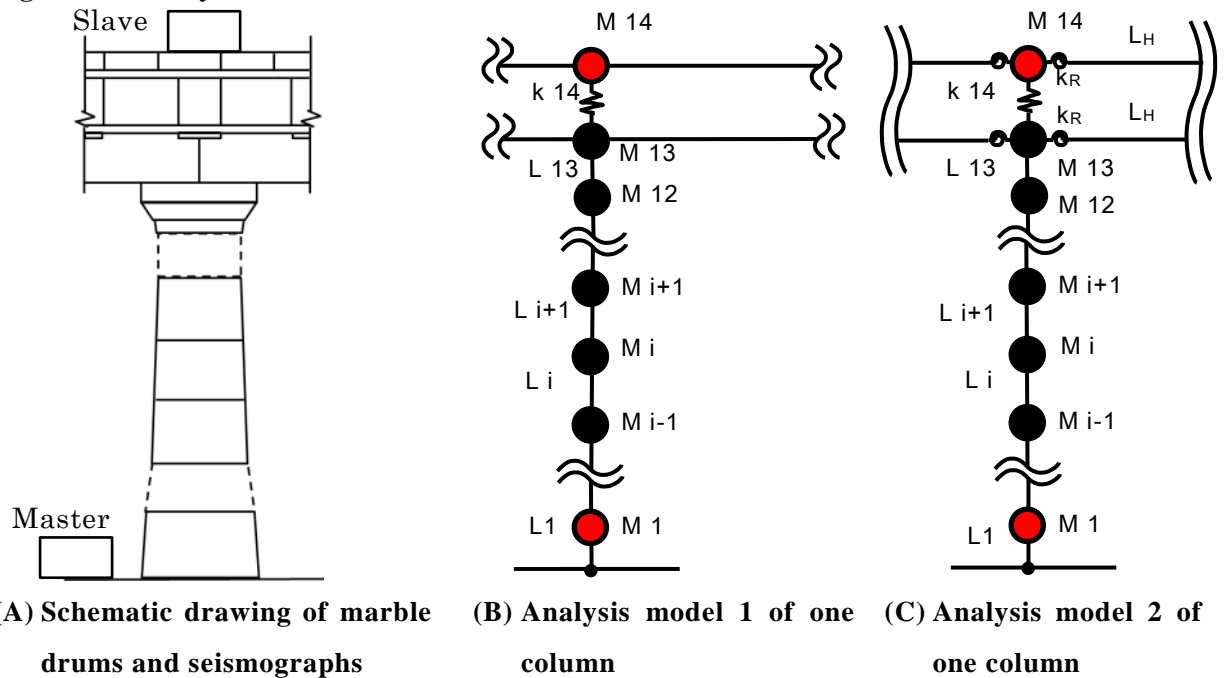 Slave
Master
(A) Schematic drawing of marble
drums and seismographs
M 14
k 14
M 13
L 13
M 12
M i+1
L i+1
M i
L i
M i-1
L1
M 1
(B) Analysis model 1 of one
column
M 14
LH
kR
k 14
kR
LH
L 13
M 13
M 12
M i+1
L i+1
M i
L i
M i-1
L1
M 1
(C) Analysis model 2 of
one column